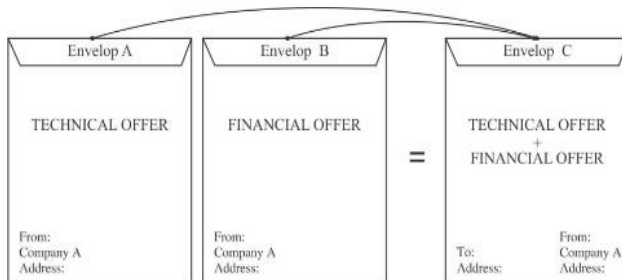 Envelop A
TECHNICAL OFFER
From:
Company A
Address:
Envelop B
FINANCIAL OFFER
From:
Company A
Address:
=
Envelop C
TECHNICAL OFFER
+
FINANCIAL OFFER
To:
Address:
From:
Company A
Address: